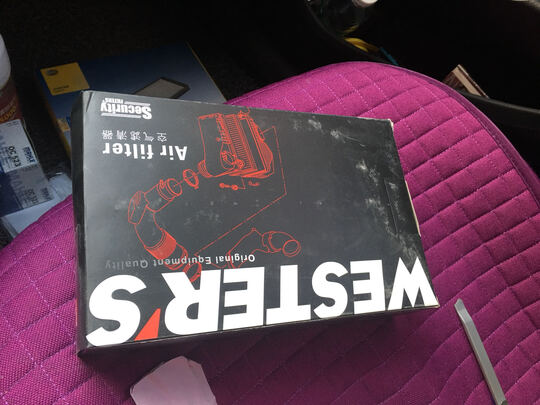 WESTER'S
Original Equipment Quality
Air filter
空气滤清器
Security
FILTERS